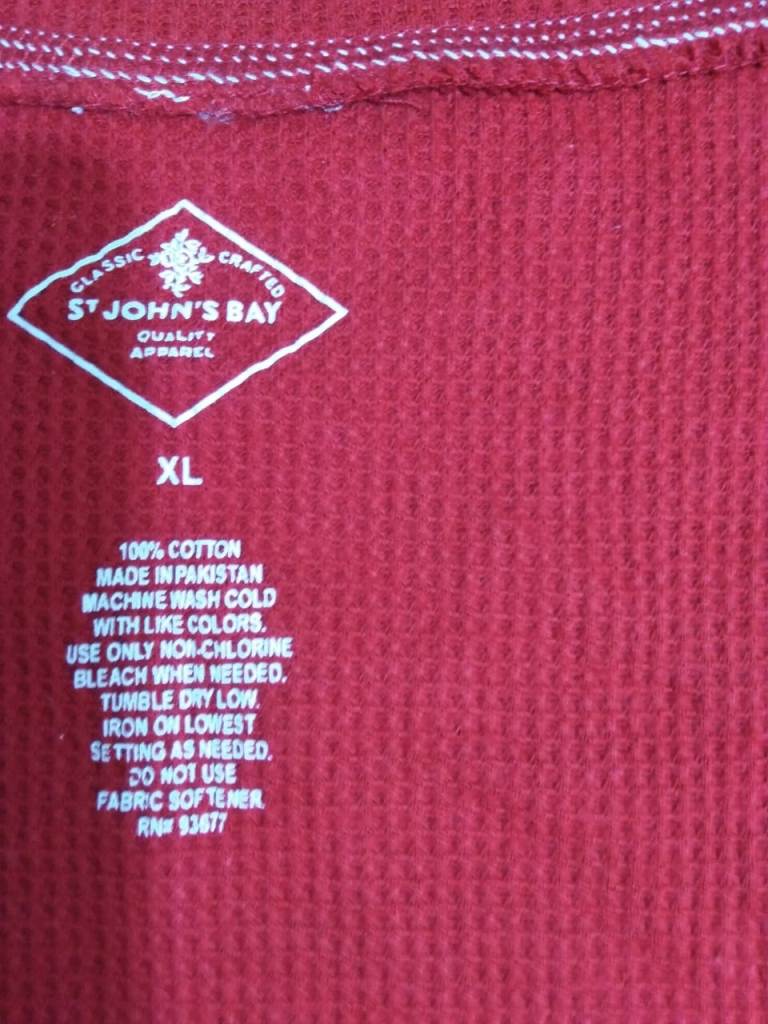 CLASSIC CRAFTED
ST JOHN'S BAY
QUALITY
APPAREL
XL
100% COTTON
MADE IN PAKISTAN
MACHINE WASH COLD
WITH LIKE COLORS.
USE ONLY NON-CHLORINE
BLEACH WHEN NEEDED.
TUMBLE DRY LOW.
IRON ON LOWEST
SETTING AS NEEDED.
DO NOT USE
FABRIC SOFTENER.
RN# 93677